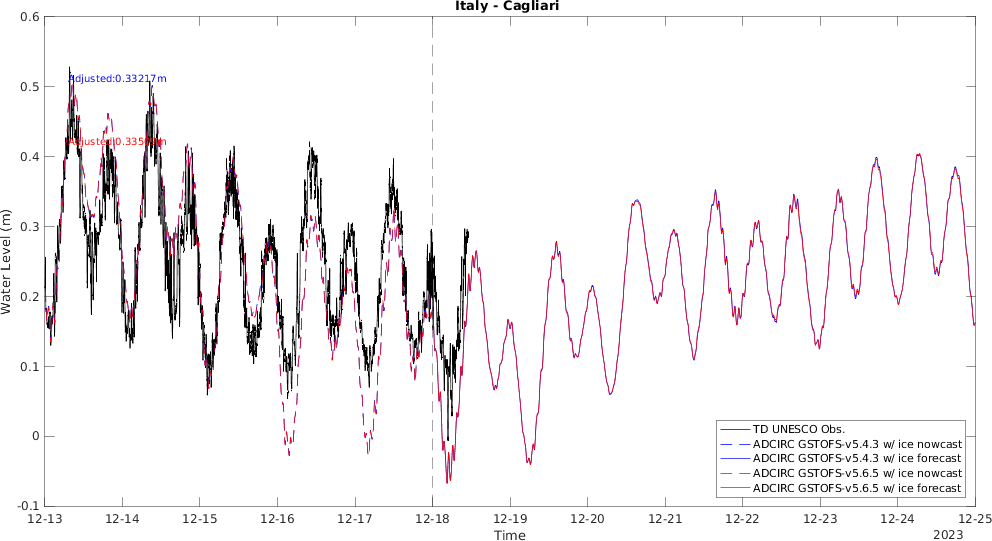 Italy - Cagliari
0.6
0.5
0.4
0.3
0.2
0.1
0
-0.1
Water Level (m)
Adjusted:0.33217m
TD UNESCO Obs.
ADCIRC GSTOFS-v5.4.3 w/ ice nowcast
ADCIRC GSTOFS-v5.4.3 w/ ice forecast
ADCIRC GSTOFS-v5.6.5 w/ ice nowcast
ADCIRC GSTOFS-v5.6.5 w/ ice forecast
12-13 12-14 12-15 12-16 12-17 12-18 12-19 12-20 12-21 12-22 12-23 12-24 12-25
Time
2023